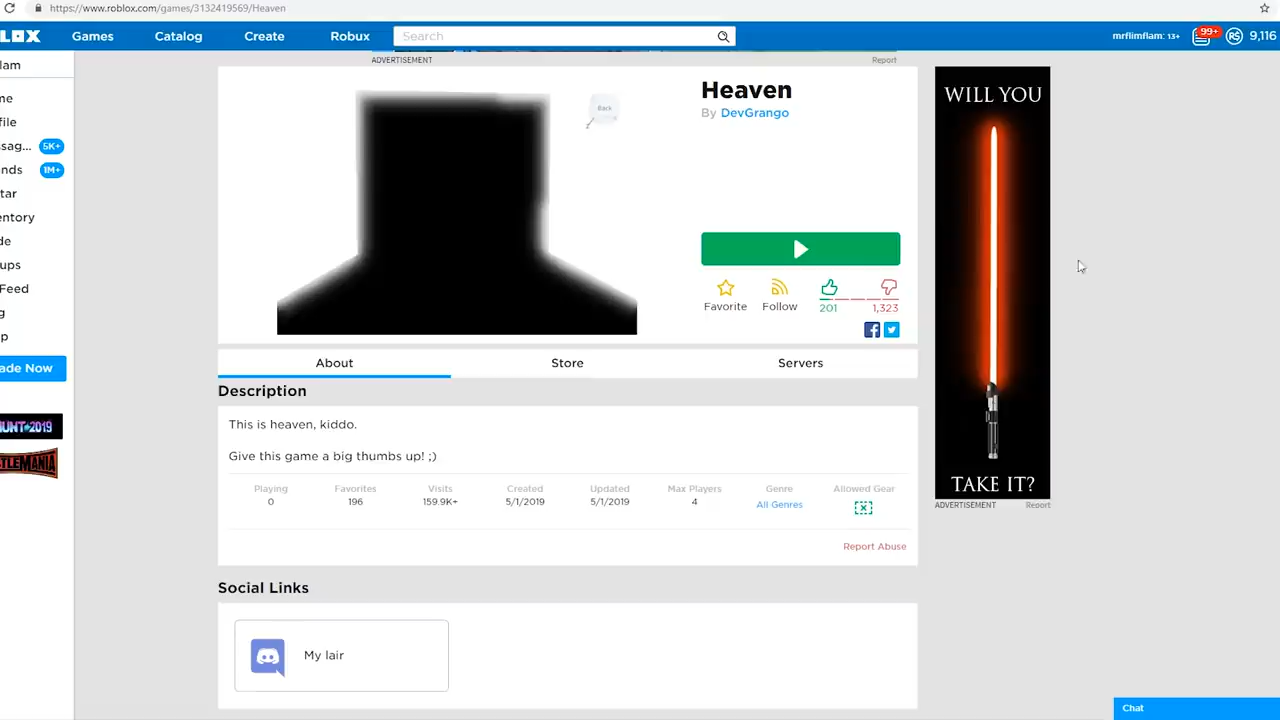 https://www.roblox.com/games/3132419569/Heaven
LOX
Games
Catalog
Create
Robux
Search
mrflimflam: 13+
99+
9,116
ADVERTISEMENT
Report
lam
me
file
ssag... 5K+
nds 1M+
tar
entory
de
ups
Feed
g
p
ade Now
HUNT 2019
Back
Heaven
By DevGrango
Favorite
Follow
201
1,323
About
Store
Servers
Description
This is heaven, kiddo.
Give this game a big thumbs up! ;)
Playing
0
Favorites
196
Visits
159.9K+
Created
5/1/2019
Updated
5/1/2019
Max Players
4
Genre
All Genres
Allowed Gear
Report Abuse
Social Links
My lair
WILL YOU
TAKE IT?
ADVERTISEMENT
Report
Chat